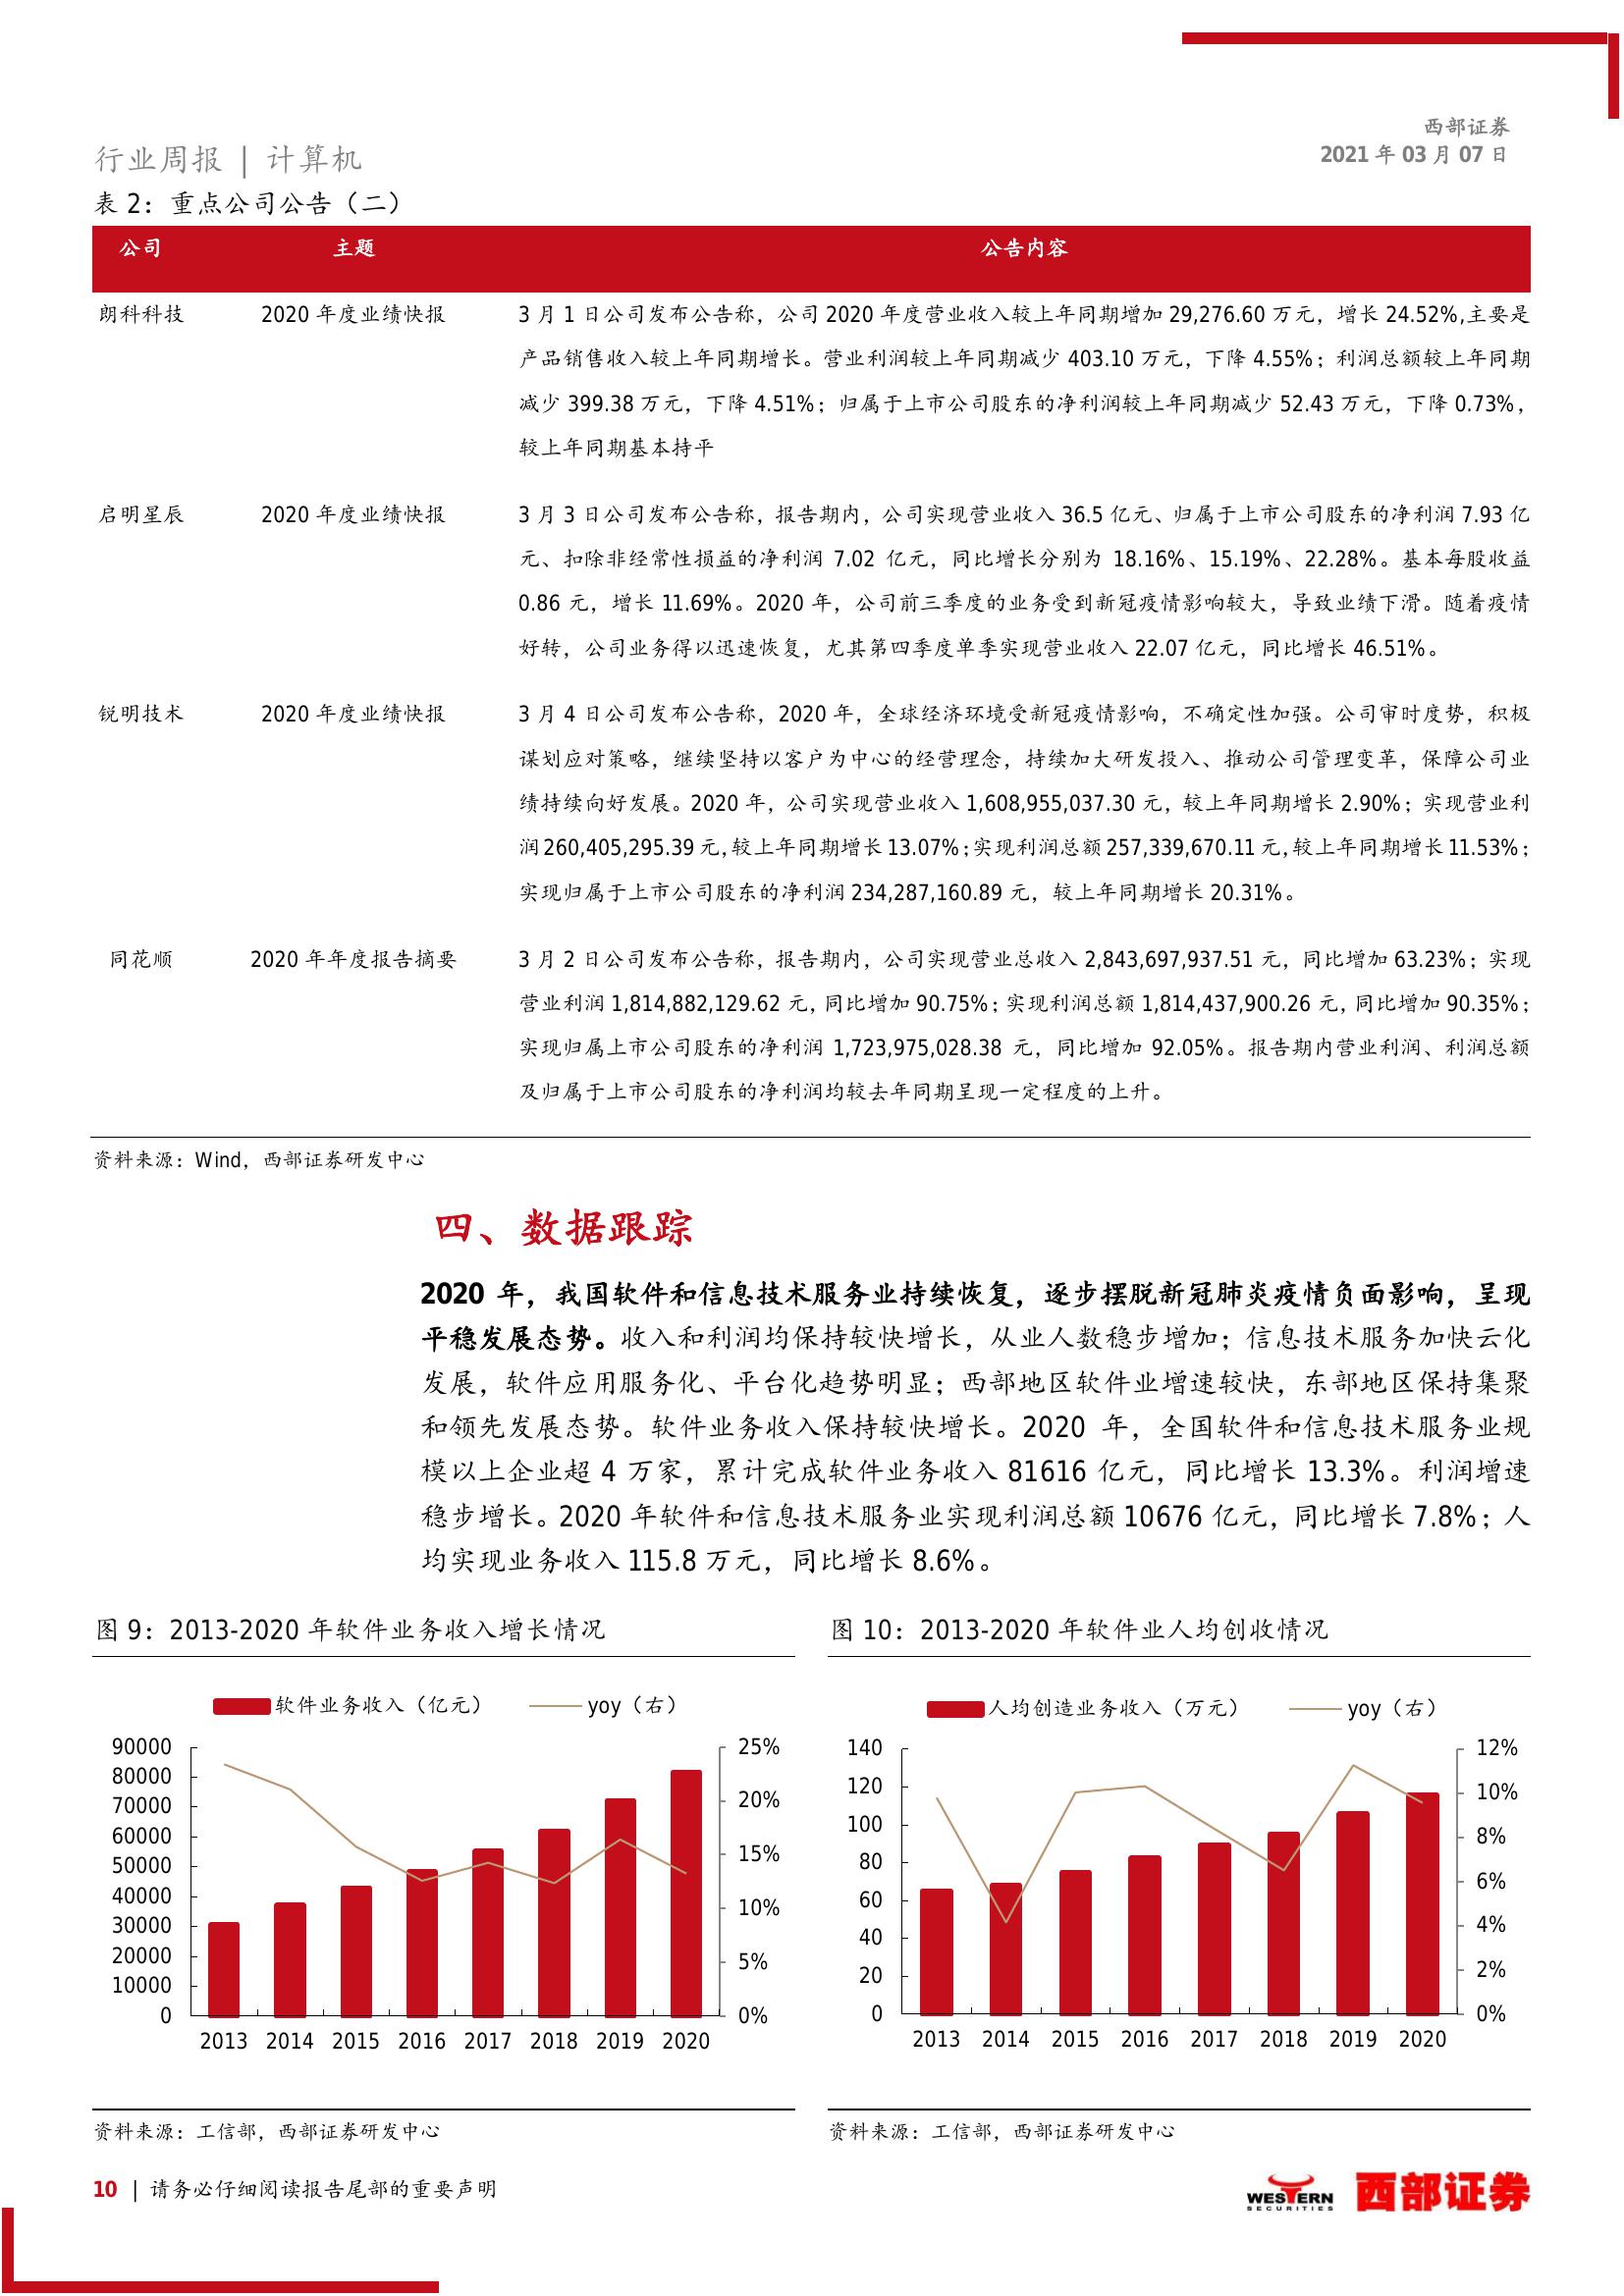 西部证券
2021 年 03 月 07 日
行业周报 | 计算机
表 2：重点公司公告（二）
公司 主题 公告内容
朗科科技 2020 年度业绩快报 3 月 1 日公司发布公告称，公司 2020 年度营业收入较上年同期增加 29,276.60 万元，增长 24.52%,主要是
产品销售收入较上年同期增长。营业利润较上年同期减少 403.10 万元，下降 4.55%；利润总额较上年同期
减少 399.38 万元，下降 4.51%；归属于上市公司股东的净利润较上年同期减少 52.43 万元，下降 0.73%，
较上年同期基本持平
启明星辰 2020 年度业绩快报 3 月 3 日公司发布公告称，报告期内，公司实现营业收入 36.5 亿元、归属于上市公司股东的净利润 7.93 亿
元、扣除非经常性损益的净利润 7.02 亿元，同比增长分别为 18.16%、15.19%、22.28%。基本每股收益
0.86 元，增长 11.69%。2020 年，公司前三季度的业务受到新冠疫情影响较大，导致业绩下滑。随着疫情
好转，公司业务得以迅速恢复，尤其第四季度单季实现营业收入 22.07 亿元，同比增长 46.51%。
锐明技术 2020 年度业绩快报 3 月 4 日公司发布公告称，2020 年，全球经济环境受新冠疫情影响，不确定性加强。公司审时度势，积极
谋划应对策略，继续坚持以客户为中心的经营理念，持续加大研发投入、推动公司管理变革，保障公司业
绩持续向好发展。2020 年，公司实现营业收入 1,608,955,037.30 元，较上年同期增长 2.90%；实现营业利
润 260,405,295.39 元，较上年同期增长 13.07%；实现利润总额 257,339,670.11 元，较上年同期增长 11.53%；
实现归属于上市公司股东的净利润 234,287,160.89 元，较上年同期增长 20.31%。
同花顺 2020 年年度报告摘要 3 月 2 日公司发布公告称，报告期内，公司实现营业总收入 2,843,697,937.51 元，同比增加 63.23%；实现
营业利润 1,814,882,129.62 元，同比增加 90.75%；实现利润总额 1,814,437,900.26 元，同比增加 90.35%；
实现归属上市公司股东的净利润 1,723,975,028.38 元，同比增加 92.05%。报告期内营业利润、利润总额
及归属于上市公司股东的净利润均较去年同期呈现一定程度的上升。
资料来源：Wind，西部证券研发中心
四、数据跟踪
2020 年，我国软件和信息技术服务业持续恢复，逐步摆脱新冠肺炎疫情负面影响，呈现
平稳发展态势。收入和利润均保持较快增长，从业人数稳步增加；信息技术服务加快云化
发展，软件应用服务化、平台化趋势明显；西部地区软件业增速较快，东部地区保持集聚
和领先发展态势。软件业务收入保持较快增长。2020 年，全国软件和信息技术服务业规
模以上企业超 4 万家，累计完成软件业务收入 81616 亿元，同比增长 13.3%。利润增速
稳步增长。2020 年软件和信息技术服务业实现利润总额 10676 亿元，同比增长 7.8%；人
均实现业务收入 115.8 万元，同比增长 8.6%。
图 9：2013-2020 年软件业务收入增长情况
软件业务收入（亿元） yoy（右）
90000 25%
80000
70000 20%
60000
50000 15%
40000
30000 10%
20000
10000 5%
0 0%
2013 2014 2015 2016 2017 2018 2019 2020
资料来源：工信部，西部证券研发中心
图 10：2013-2020 年软件业人均创收情况
人均创造业务收入（万元） yoy（右）
140 12%
120 10%
100 8%
80
60 6%
40 4%
20 2%
0 0%
2013 2014 2015 2016 2017 2018 2019 2020
资料来源：工信部，西部证券研发中心
10 | 请务必仔细阅读报告尾部的重要声明
WESTERN
SECURITIES
西部证券